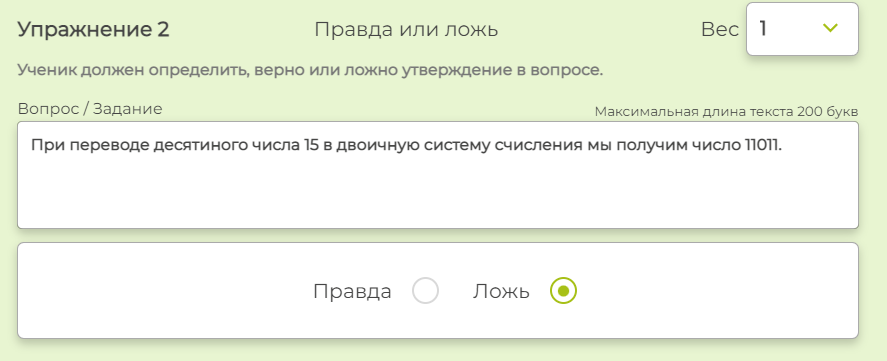 Упражнение 2 Правда или ложь Вес 1
Ученик должен определить, верно или ложно утверждение в вопросе.
Вопрос / Задание Максимальная длина текста 200 букв
При переводе десятиного числа 15 в двоичную систему счисления мы получим число 11011.
Правда Ложь